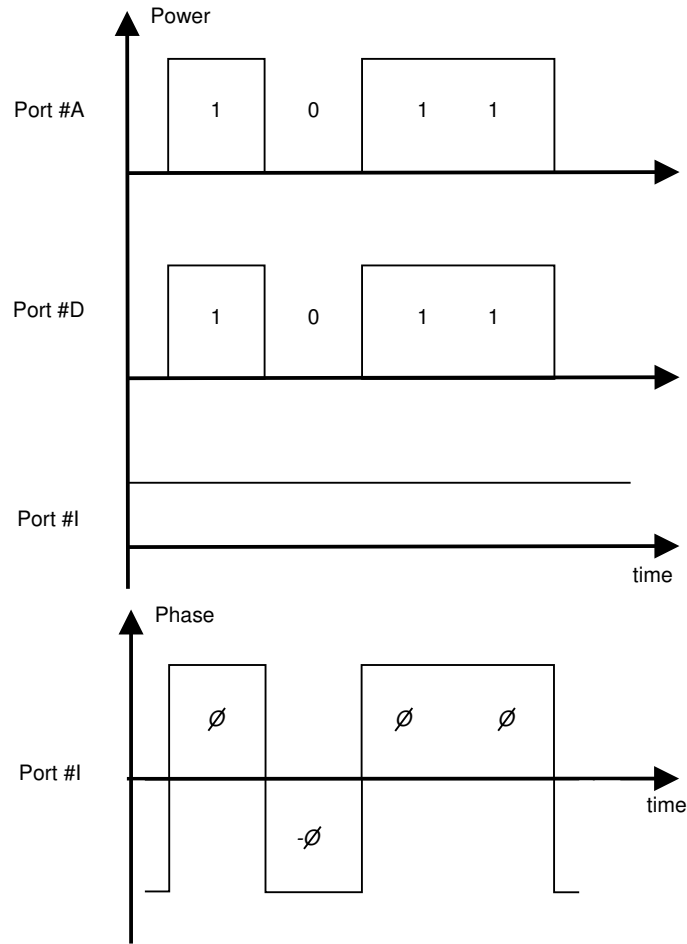 Power
Port #A
1 0 1 1
Port #D
1 0 1 1
Port #I
time
Phase
Ø Ø Ø
Port #I
time
-Ø